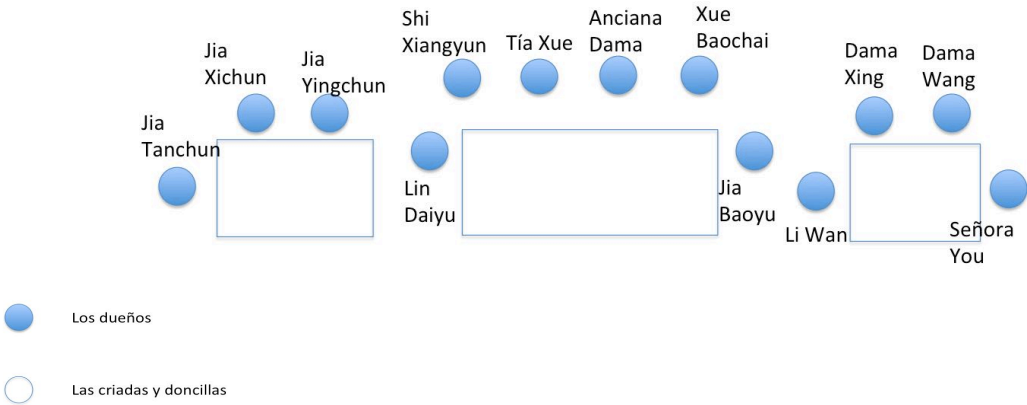 Jia
Xichun
Jia
Yingchun
Jia
Tanchun
Shi
Xiangyun
Tía Xue
Anciana
Dama
Xue
Baochai
Lin
Daiyu
Jia
Baoyu
Dama
Xing
Dama
Wang
Li Wan
Señora
You
Los dueños
Las criadas y doncillas